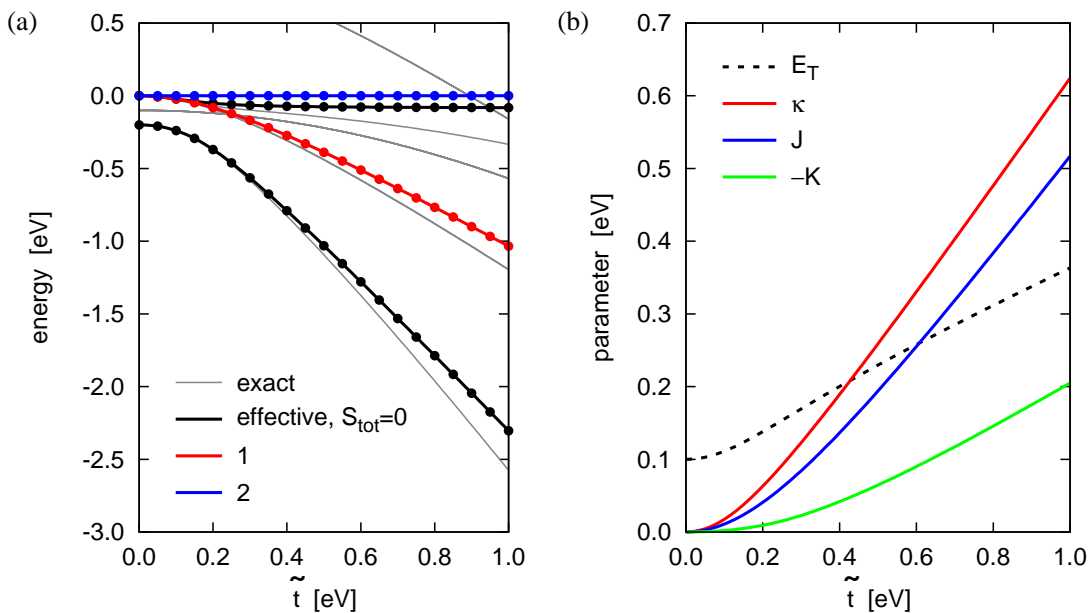 (a)
0.5
0.0
-0.5
-1.0
-1.5
-2.0
-2.5
-3.0
energy [eV]
exact
effective, S_tot=0
1
2
0.0 0.2 0.4 0.6 0.8 1.0
t̃ [eV]
(b)
0.7
0.6
0.5
0.4
0.3
0.2
0.1
0.0
parameter [eV]
E_T
κ
J
−K
0.0 0.2 0.4 0.6 0.8 1.0
t̃ [eV]